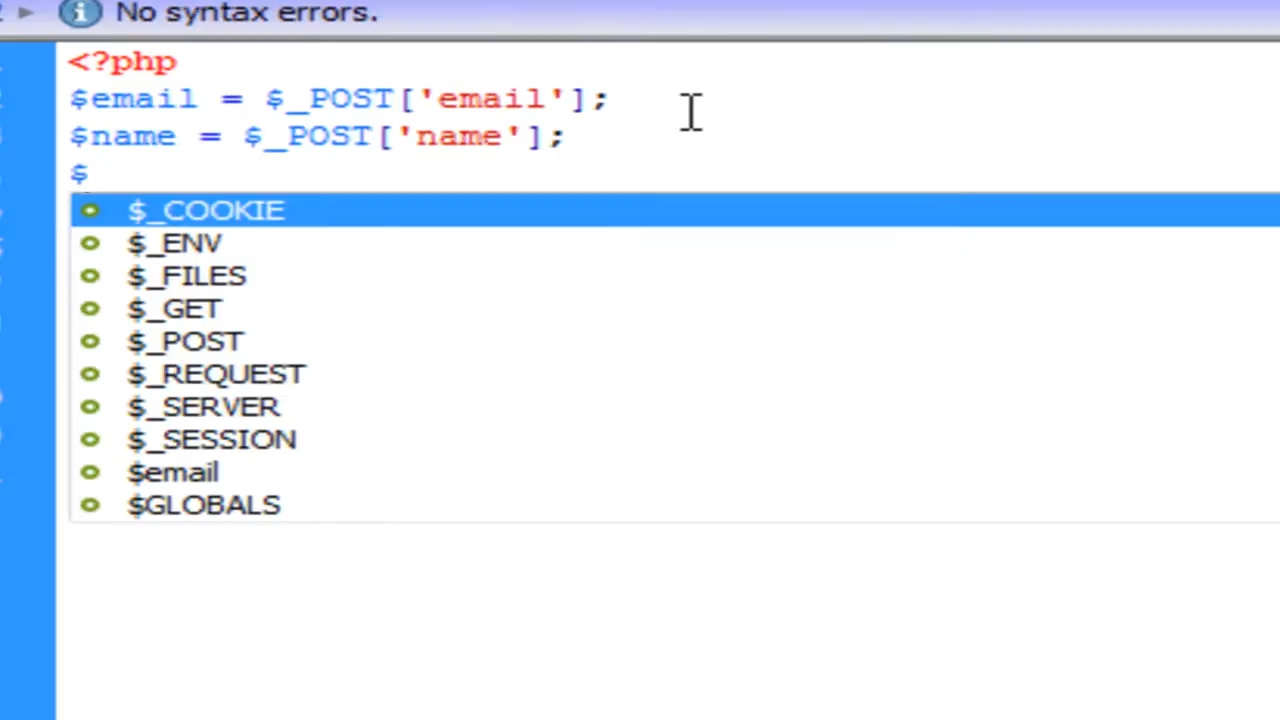 No syntax errors.
<?php
$email = $_POST['email'];
$name = $_POST['name'];
$
$_COOKIE
$_ENV
$_FILES
$_GET
$_POST
$_REQUEST
$_SERVER
$_SESSION
$email
$GLOBALS